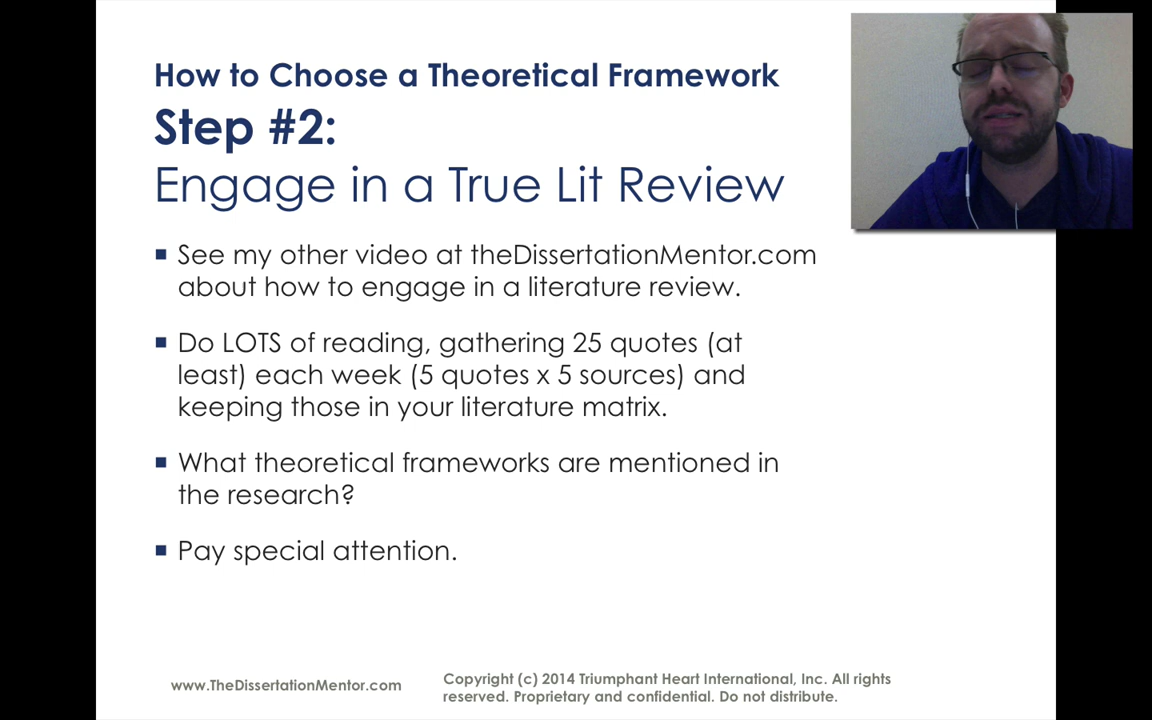 How to Choose a Theoretical Framework
Step #2:
Engage in a True Lit Review
▪ See my other video at theDissertationMentor.com
about how to engage in a literature review.
▪ Do LOTS of reading, gathering 25 quotes (at
least) each week (5 quotes x 5 sources) and
keeping those in your literature matrix.
▪ What theoretical frameworks are mentioned in
the research?
▪ Pay special attention.
www.TheDissertationMentor.com
Copyright (c) 2014 Triumphant Heart International, Inc. All rights
reserved. Proprietary and confidential. Do not distribute.